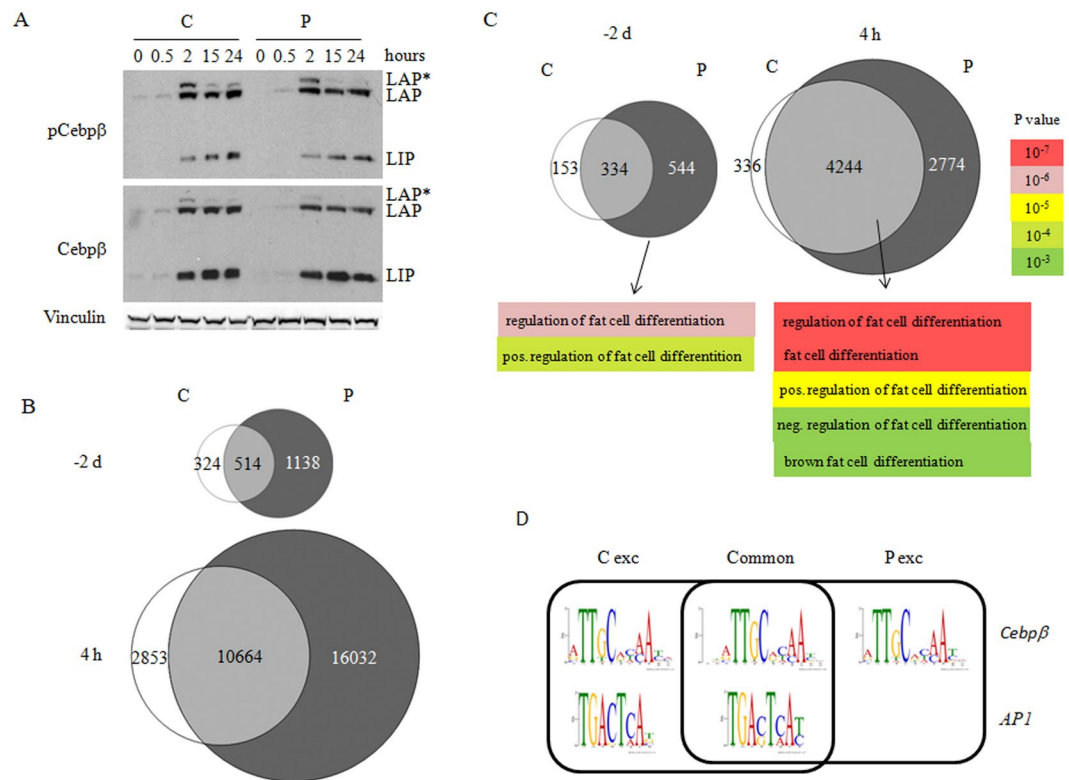 A
C P
0 0.5 2 15 24 0 0.5 2 15 24 hours
LAP*
LAP
pCebpβ
LIP
LAP*
LAP
Cebpβ
LIP
Vinculin
B
C P
-2 d
324 514 1138
4 h
2853 10664 16032
C
-2 d 4 h
C P C P
153 334 544
336 4244 2774
P value
10⁻⁷
10⁻⁶
10⁻⁵
10⁻⁴
10⁻³
regulation of fat cell differentiation
pos. regulation of fat cell differentition
regulation of fat cell differentiation
fat cell differentiation
pos. regulation of fat cell differentiation
neg. regulation of fat cell differentiation
brown fat cell differentiation
D
C exc Common P exc
Cebpβ
AP1